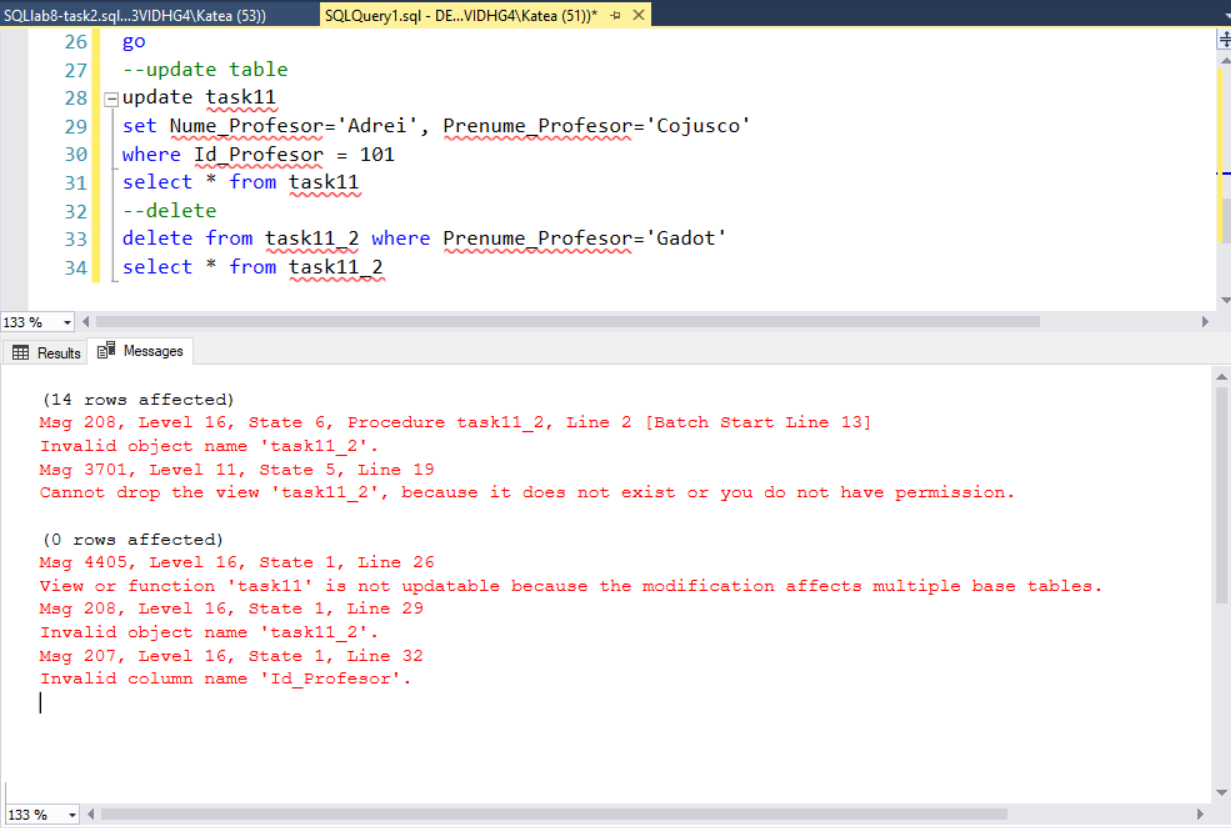 SQLlab8-task2.sql...3VIDHG4\Katea (53))
SQLQuery1.sql - DE...VIDHG4\Katea (51))*
26 go
27 --update table
28 update task11
29 set Nume_Profesor='Adrei', Prenume_Profesor='Cojusco'
30 where Id_Profesor = 101
31 select * from task11
32 --delete
33 delete from task11_2 where Prenume_Profesor='Gadot'
34 select * from task11_2
133 %
Results Messages
(14 rows affected)
Msg 208, Level 16, State 6, Procedure task11_2, Line 2 [Batch Start Line 13]
Invalid object name 'task11_2'.
Msg 3701, Level 11, State 5, Line 19
Cannot drop the view 'task11_2', because it does not exist or you do not have permission.
(0 rows affected)
Msg 4405, Level 16, State 1, Line 26
View or function 'task11' is not updatable because the modification affects multiple base tables.
Msg 208, Level 16, State 1, Line 29
Invalid object name 'task11_2'.
Msg 207, Level 16, State 1, Line 32
Invalid column name 'Id_Profesor'.
133 %